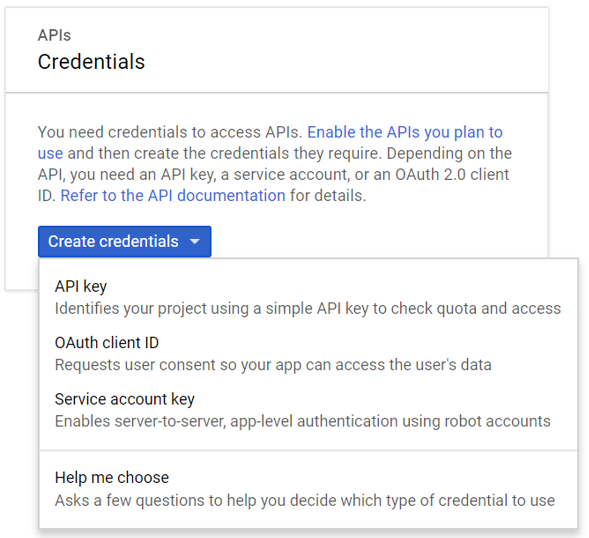 APIs
Credentials
You need credentials to access APIs. Enable the APIs you plan to
use and then create the credentials they require. Depending on the
API, you need an API key, a service account, or an OAuth 2.0 client
ID. Refer to the API documentation for details.
Create credentials
API key
Identifies your project using a simple API key to check quota and access
OAuth client ID
Requests user consent so your app can access the user's data
Service account key
Enables server-to-server, app-level authentication using robot accounts
Help me choose
Asks a few questions to help you decide which type of credential to use